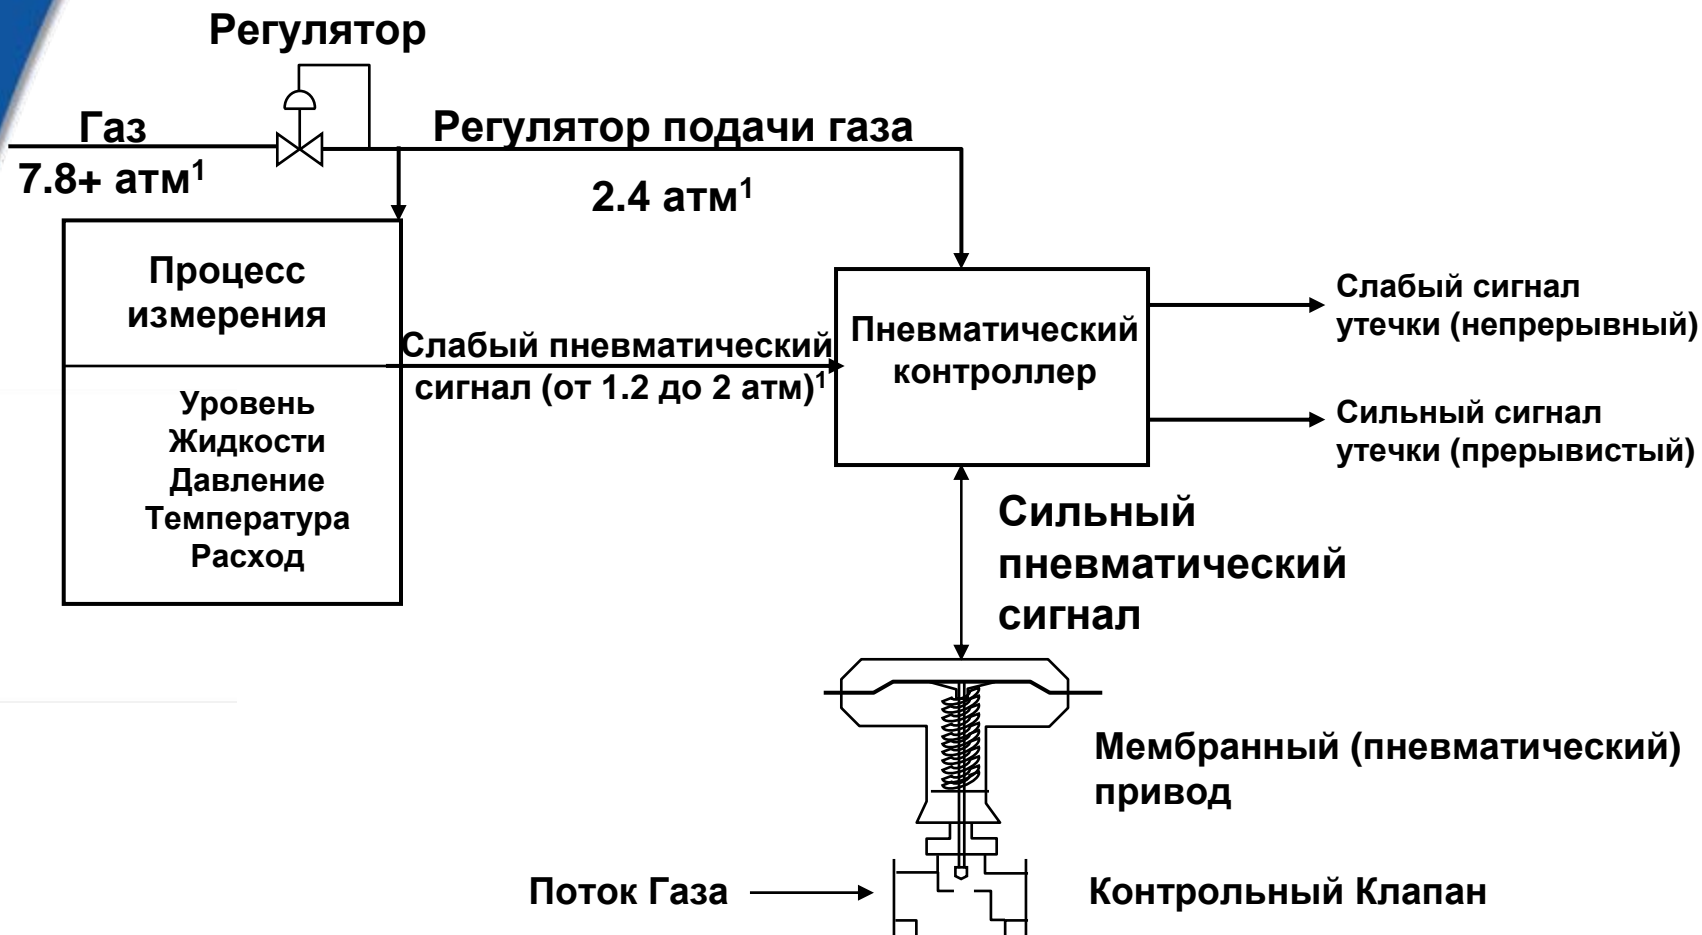 Регулятор
Газ
7.8+ атм¹
Регулятор подачи газа
2.4 атм¹
Процесс
измерения
Уровень
Жидкости
Давление
Температура
Расход
Слабый пневматический
сигнал (от 1.2 до 2 атм)¹
Пневматический
контроллер
Слабый сигнал
утечки (непрерывный)
Сильный сигнал
утечки (прерывистый)
Сильный
пневматический
сигнал
Мембранный (пневматический)
привод
Поток Газа
Контрольный Клапан